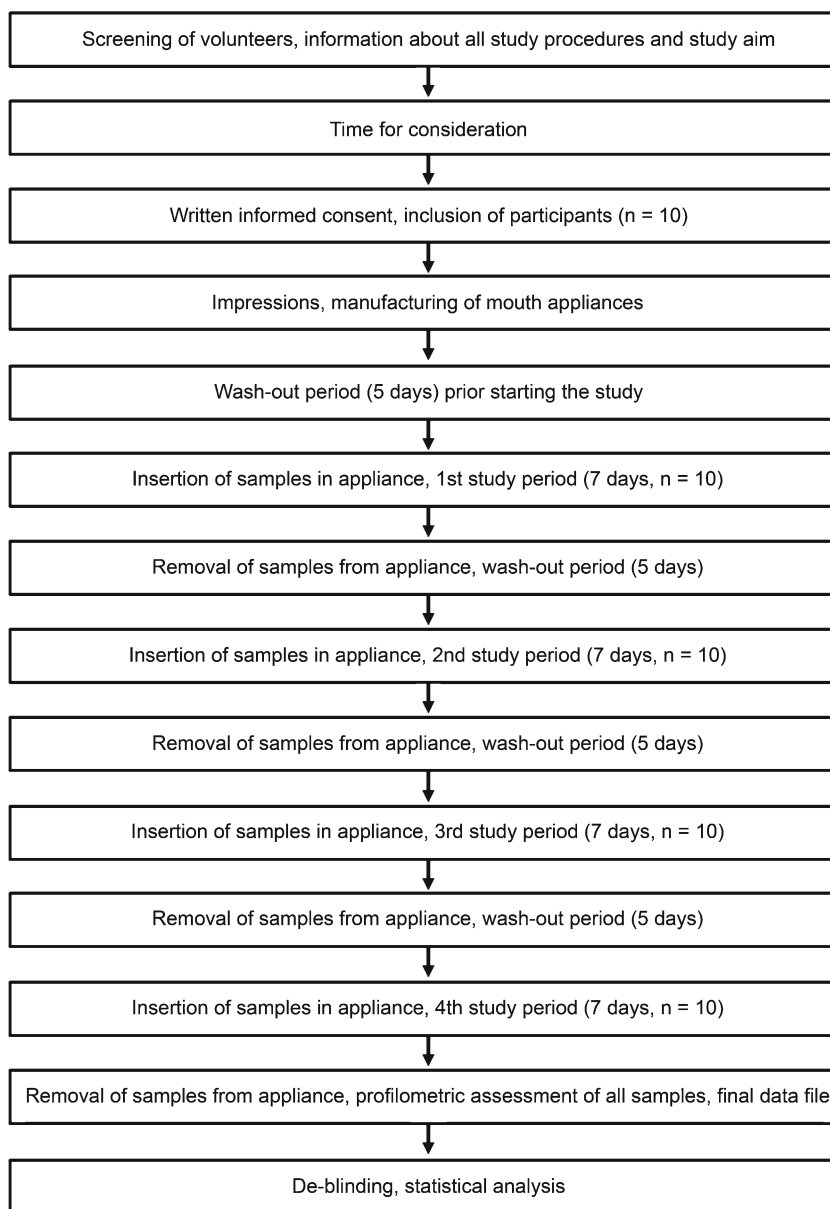 Screening of volunteers, information about all study procedures and study aim
Time for consideration
Written informed consent, inclusion of participants (n = 10)
Impressions, manufacturing of mouth appliances
Wash-out period (5 days) prior starting the study
Insertion of samples in appliance, 1st study period (7 days, n = 10)
Removal of samples from appliance, wash-out period (5 days)
Insertion of samples in appliance, 2nd study period (7 days, n = 10)
Removal of samples from appliance, wash-out period (5 days)
Insertion of samples in appliance, 3rd study period (7 days, n = 10)
Removal of samples from appliance, wash-out period (5 days)
Insertion of samples in appliance, 4th study period (7 days, n = 10)
Removal of samples from appliance, profilometric assessment of all samples, final data file
De-blinding, statistical analysis